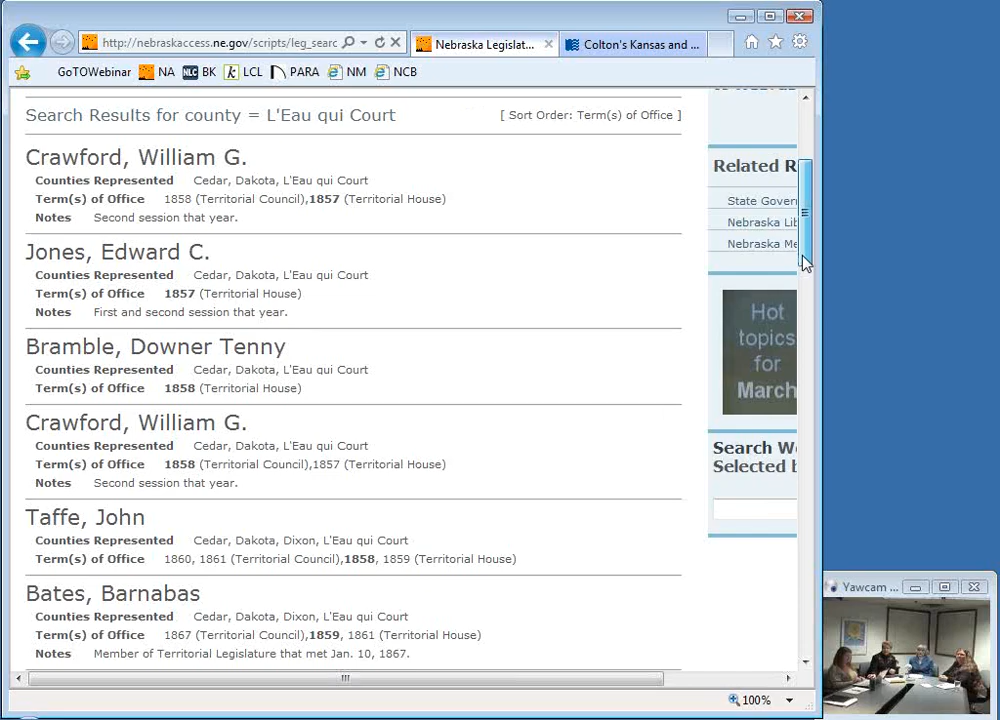 http://nebraskaccess.ne.gov/scripts/leg_searc
Nebraska Legislat...
Colton's Kansas and ...
GoTOWebinar NA NLC BK k LCL PARA NM NCB
Search Results for county = L'Eau qui Court
[ Sort Order: Term(s) of Office ]
Crawford, William G.
Counties Represented Cedar, Dakota, L'Eau qui Court
Term(s) of Office 1858 (Territorial Council),1857 (Territorial House)
Notes Second session that year.
Jones, Edward C.
Counties Represented Cedar, Dakota, L'Eau qui Court
Term(s) of Office 1857 (Territorial House)
Notes First and second session that year.
Bramble, Downer Tenny
Counties Represented Cedar, Dakota, L'Eau qui Court
Term(s) of Office 1858 (Territorial House)
Crawford, William G.
Counties Represented Cedar, Dakota, L'Eau qui Court
Term(s) of Office 1858 (Territorial Council),1857 (Territorial House)
Notes Second session that year.
Taffe, John
Counties Represented Cedar, Dakota, Dixon, L'Eau qui Court
Term(s) of Office 1860, 1861 (Territorial Council),1858, 1859 (Territorial House)
Bates, Barnabas
Counties Represented Cedar, Dakota, Dixon, L'Eau qui Court
Term(s) of Office 1867 (Territorial Council),1859, 1861 (Territorial House)
Notes Member of Territorial Legislature that met Jan. 10, 1867.
Related R
State Gover
Nebraska Lib
Nebraska Me
Hot
topics
for
March
Search W
Selected b
100%
Yawcam ...